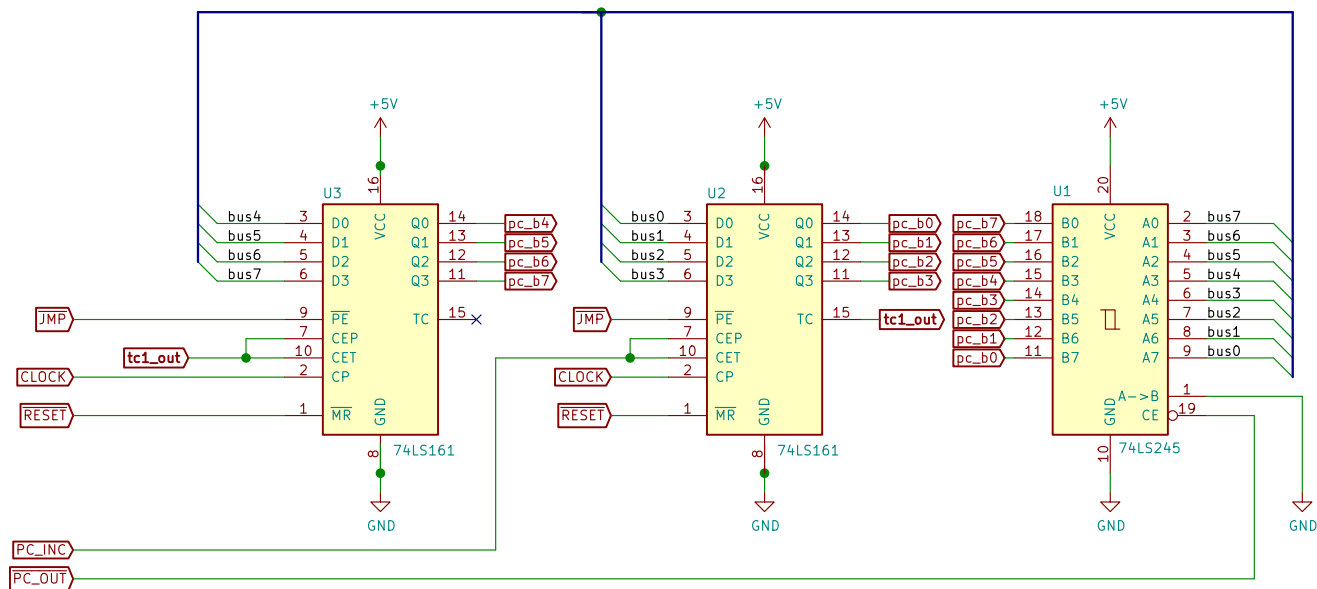 +5V +5V +5V
U3 16 U2 16 U1 20
bus4 3 D0 VCC Q0 14 pc_b4 bus0 3 D0 VCC Q0 14 pc_b0 pc_b7 18 B0 VCC A0 2 bus7
bus5 4 D1 Q1 13 pc_b5 bus1 4 D1 Q1 13 pc_b1 pc_b6 17 B1 A1 3 bus6
bus6 5 D2 Q2 12 pc_b6 bus2 5 D2 Q2 12 pc_b2 pc_b5 16 B2 A2 4 bus5
bus7 6 D3 Q3 11 pc_b7 bus3 6 D3 Q3 11 pc_b3 pc_b4 15 B3 A3 5 bus4
pc_b3 14 B4 A4 6 bus3
JMP 9 PE TC 15 JMP 9 PE TC 15 tc1_out pc_b2 13 B5 A5 7 bus2
7 CEP 7 CEP pc_b1 12 B6 A6 8 bus1
tc1_out 10 CET 10 CET pc_b0 11 B7 A7 9 bus0
CLOCK 2 CP CLOCK 2 CP
A->B 1
RESET 1 MR GND RESET 1 MR GND GND CE 19
8 74LS161 8 74LS161 10 74LS245
GND GND GND GND
PC_INC
PC_OUT